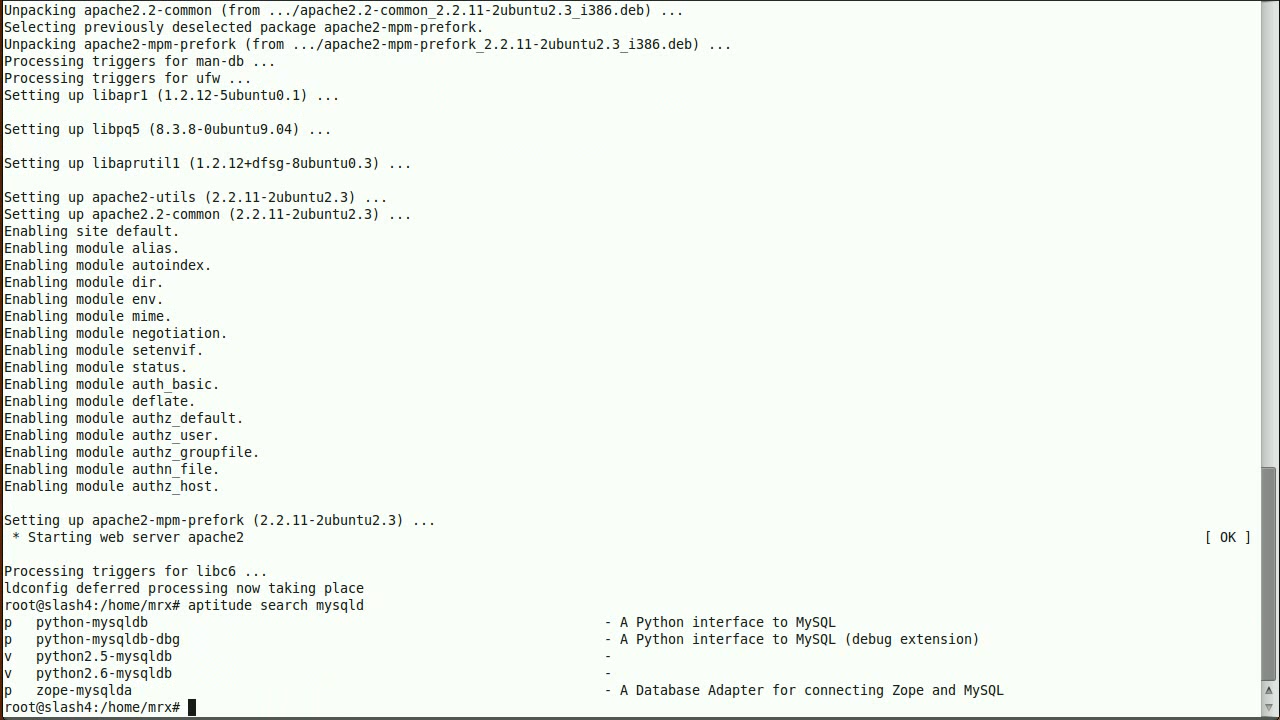 Unpacking apache2.2-common (from .../apache2.2-common_2.2.11-2ubuntu2.3_i386.deb) ...
Selecting previously deselected package apache2-mpm-prefork.
Unpacking apache2-mpm-prefork (from .../apache2-mpm-prefork_2.2.11-2ubuntu2.3_i386.deb) ...
Processing triggers for man-db ...
Processing triggers for ufw ...
Setting up libapr1 (1.2.12-5ubuntu0.1) ...
Setting up libpq5 (8.3.8-0ubuntu9.04) ...
Setting up libaprutil1 (1.2.12+dfsg-8ubuntu0.3) ...
Setting up apache2-utils (2.2.11-2ubuntu2.3) ...
Setting up apache2.2-common (2.2.11-2ubuntu2.3) ...
Enabling site default.
Enabling module alias.
Enabling module autoindex.
Enabling module dir.
Enabling module env.
Enabling module mime.
Enabling module negotiation.
Enabling module setenvif.
Enabling module status.
Enabling module auth_basic.
Enabling module deflate.
Enabling module authz_default.
Enabling module authz_user.
Enabling module authz_groupfile.
Enabling module authn_file.
Enabling module authz_host.
Setting up apache2-mpm-prefork (2.2.11-2ubuntu2.3) ...
 * Starting web server apache2 [ OK ]
Processing triggers for libc6 ...
ldconfig deferred processing now taking place
root@slash4:/home/mrx# aptitude search mysqld
p   python-mysqldb - A Python interface to MySQL
p   python-mysqldb-dbg - A Python interface to MySQL (debug extension)
v   python2.5-mysqldb -
v   python2.6-mysqldb -
p   zope-mysqlda - A Database Adapter for connecting Zope and MySQL
root@slash4:/home/mrx#